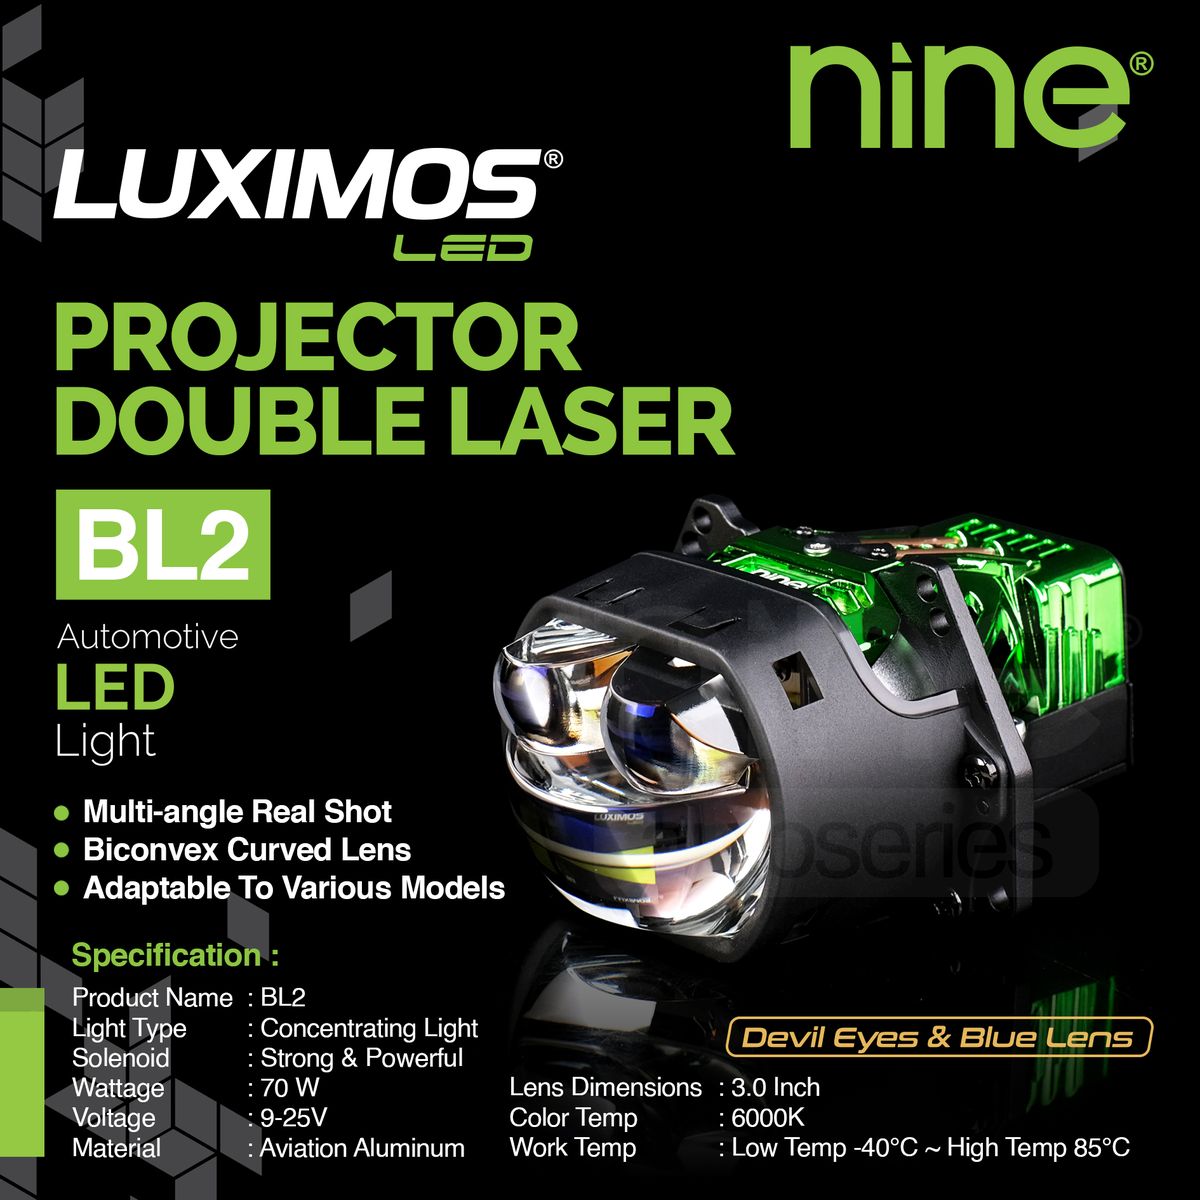 nine®
LUXIMOS®
LED
PROJECTOR
DOUBLE LASER
BL2
Automotive
LED
Light
nine
LUXIMOS
LED
• Multi-angle Real Shot
• Biconvex Curved Lens
• Adaptable To Various Models
Specification :
Product Name : BL2
Light Type : Concentrating Light
Solenoid : Strong & Powerful
Wattage : 70 W
Voltage : 9-25V
Material : Aviation Aluminum
Devil Eyes & Blue Lens
Lens Dimensions : 3.0 Inch
Color Temp : 6000K
Work Temp : Low Temp -40°C ~ High Temp 85°C